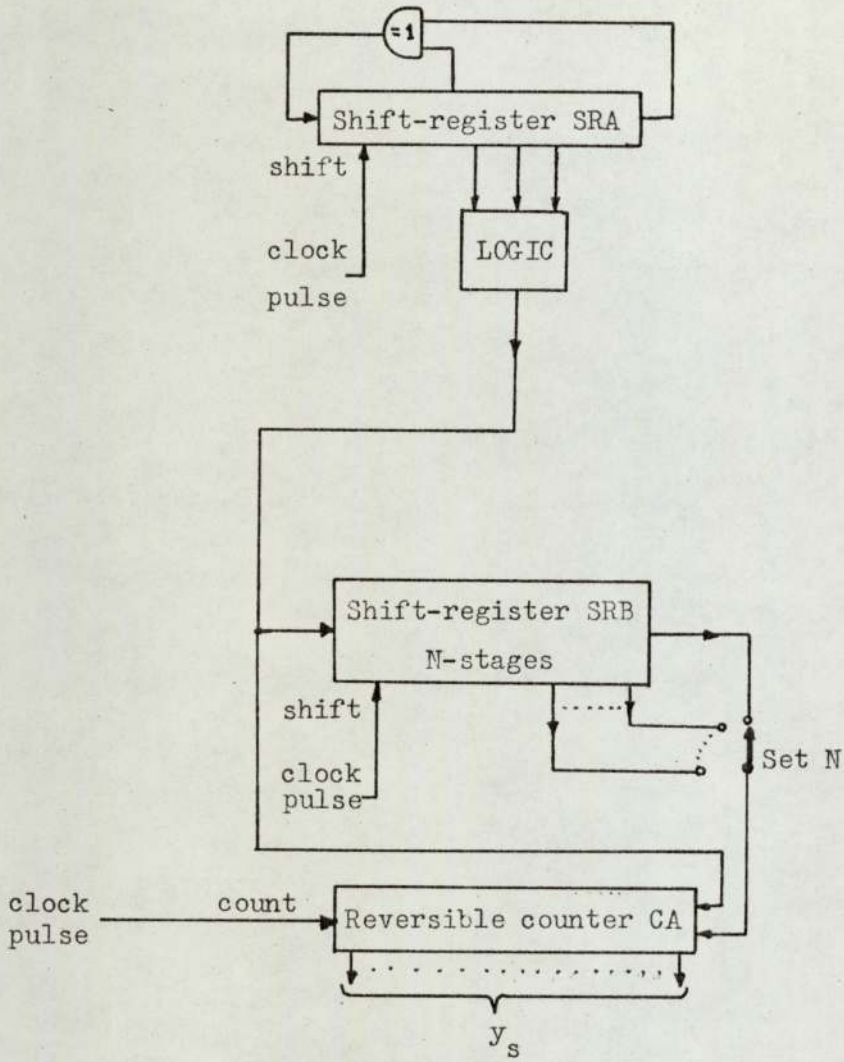 =1
Shift-register SRA
shift
clock
pulse
LOGIC
Shift-register SRB
N-stages
shift
clock
pulse
Set N
clock
pulse
count
Reversible counter CA
y_s